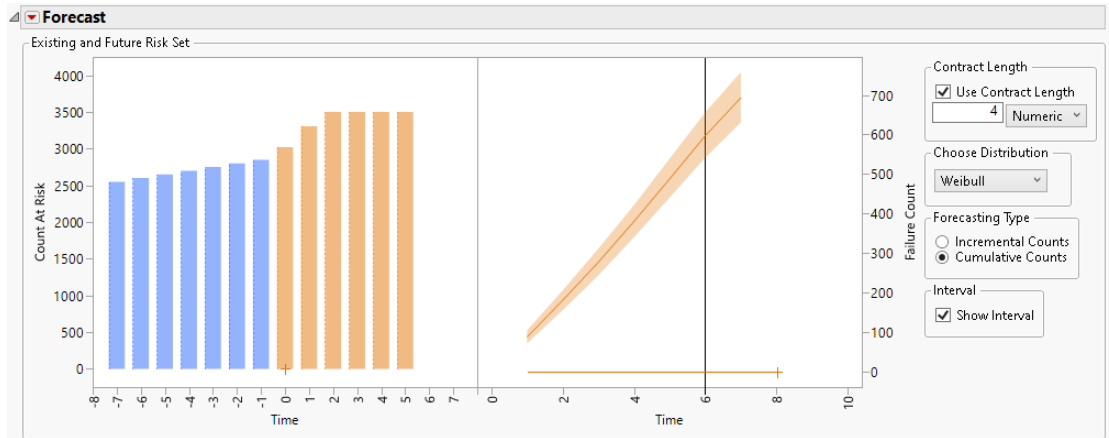 Forecast
Existing and Future Risk Set
4000
3500
3000
2500
2000
1500
1000
500
0
Count At Risk
-8 -7 -6 -5 -4 -3 -2 -1 0 1 2 3 4 5 6 7
Time
0 2 4 6 8 10
Time
700
600
500
400
300
200
100
0
Failure Count
Contract Length
Use Contract Length
4 Numeric
Choose Distribution
Weibull
Forecasting Type
Incremental Counts
Cumulative Counts
Interval
Show Interval